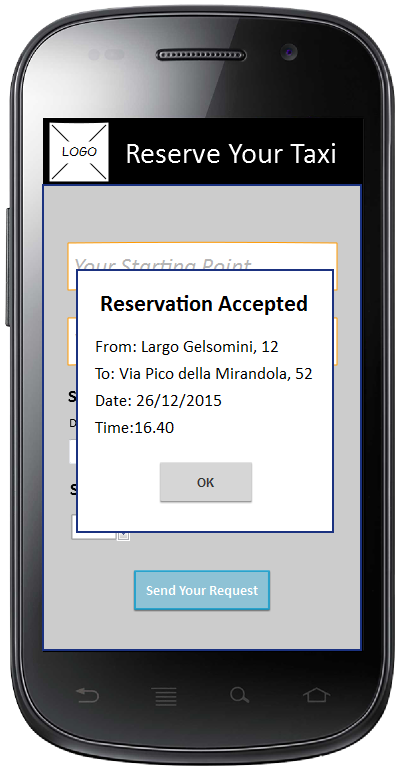 LOGO
Reserve Your Taxi
Your Starting Point
Reservation Accepted
From: Largo Gelsomini, 12
To: Via Pico della Mirandola, 52
Date: 26/12/2015
Time:16.40
OK
Send Your Request